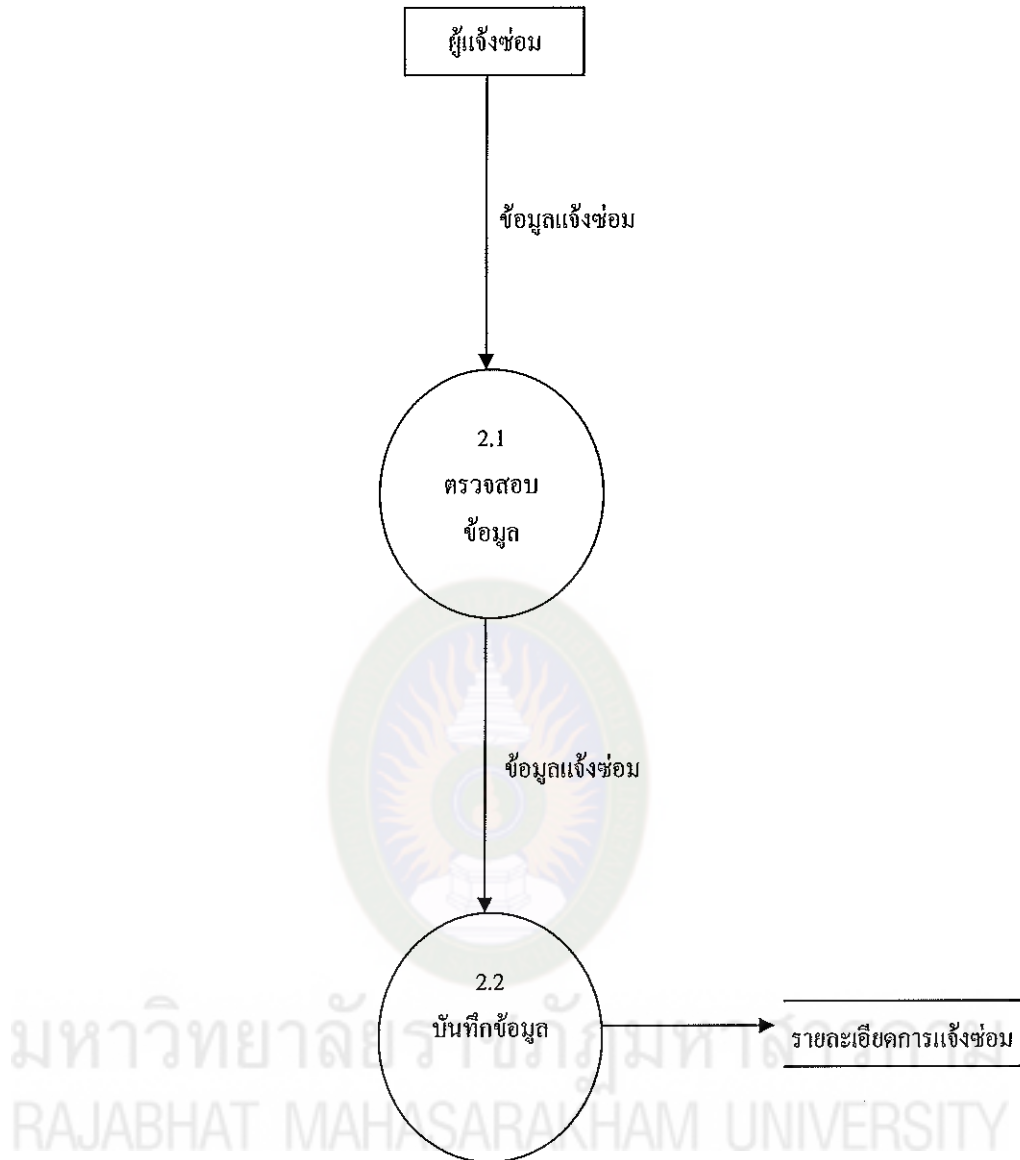 ผู้แจ้งซ่อม
ข้อมูลแจ้งซ่อม
2.1
ตรวจสอบ
ข้อมูล
ข้อมูลแจ้งซ่อม
2.2
บันทึกข้อมูล
รายละเอียดการแจ้งซ่อม
มหาวิทยาลัยราชภัฏมหาสารคาม
RAJABHAT MAHASARAKHAM UNIVERSITY